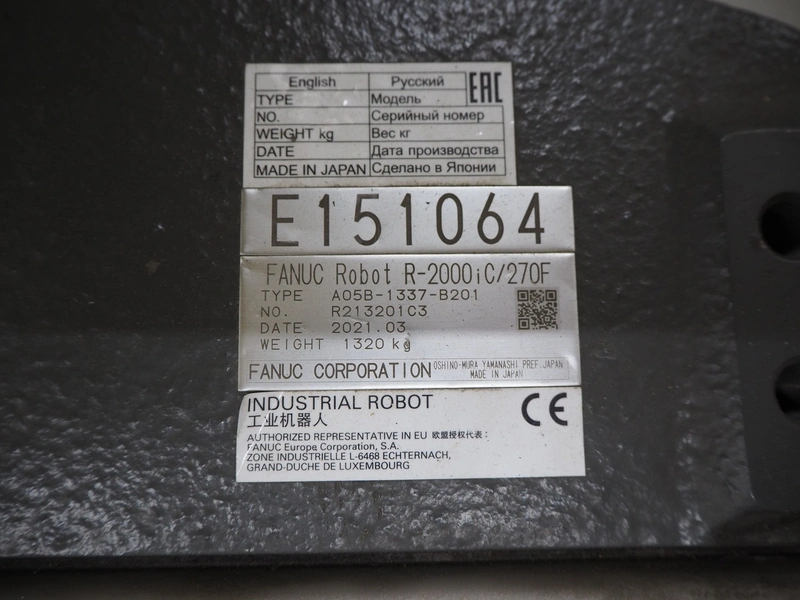 English Русский EAC
TYPE Модель
NO. Серийный номер
WEIGHT kg Вес кг
DATE Дата производства
MADE IN JAPAN Сделано в Японии
E151064
FANUC Robot R-2000iC/270F
TYPE A05B-1337-B201
NO. R213201C3
DATE 2021.03
WEIGHT 1320 kg
FANUC CORPORATION OSHINO-MURA YAMANASHI PREF. JAPAN
MADE IN JAPAN
INDUSTRIAL ROBOT CE
工业机器人
AUTHORIZED REPRESENTATIVE IN EU 欧盟授权代表:
FANUC Europe Corporation, S.A.
ZONE INDUSTRIELLE L-6468 ECHTERNACH,
GRAND-DUCHE DE LUXEMBOURG